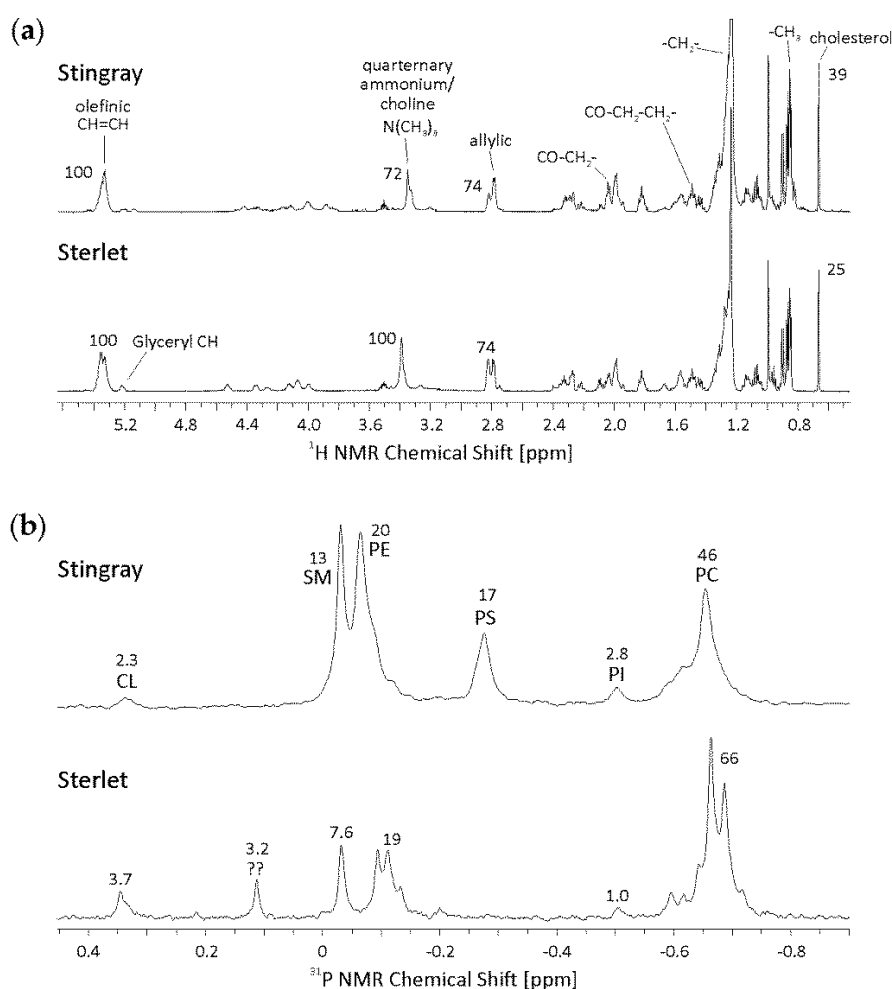 (a)
Stingray
olefinic
CH=CH
100
quarternary
ammonium/
choline
N(CH₃)₃
72
allylic
74
CO-CH₂-
CO-CH₂-CH₂-
-CH₂-
-CH₃
cholesterol
39
Sterlet
100
Glyceryl CH
100
74
25
5.2 4.8 4.4 4.0 3.6 3.2 2.8 2.4 2.0 1.6 1.2 0.8
¹H NMR Chemical Shift [ppm]
(b)
Stingray
2.3
CL
13
SM
20
PE
17
PS
2.8
PI
46
PC
Sterlet
3.7
3.2
??
7.6
19
1.0
66
0.4 0.2 0 -0.2 -0.4 -0.6 -0.8
³¹P NMR Chemical Shift [ppm]